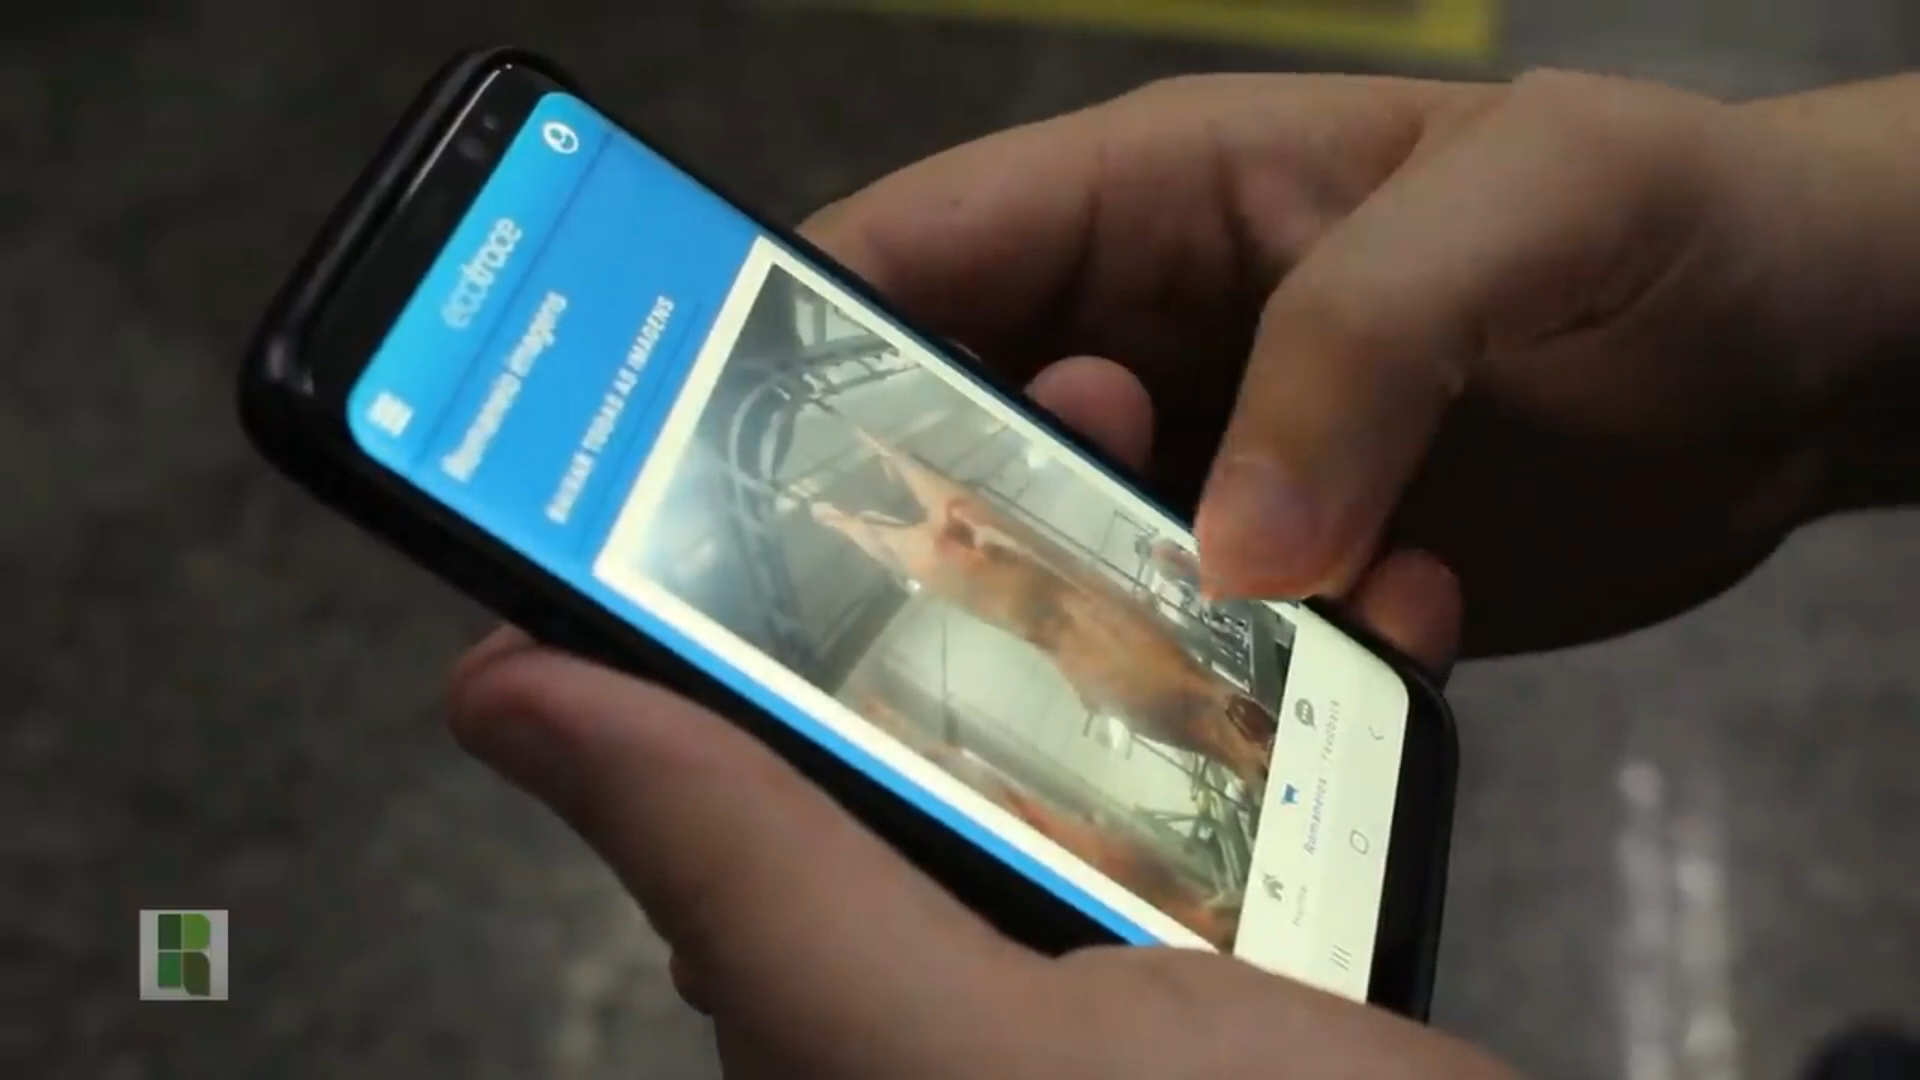 ecotrace
Romaneio imagens
BAIXAR TODAS AS IMAGENS
Feedback
Romaneios